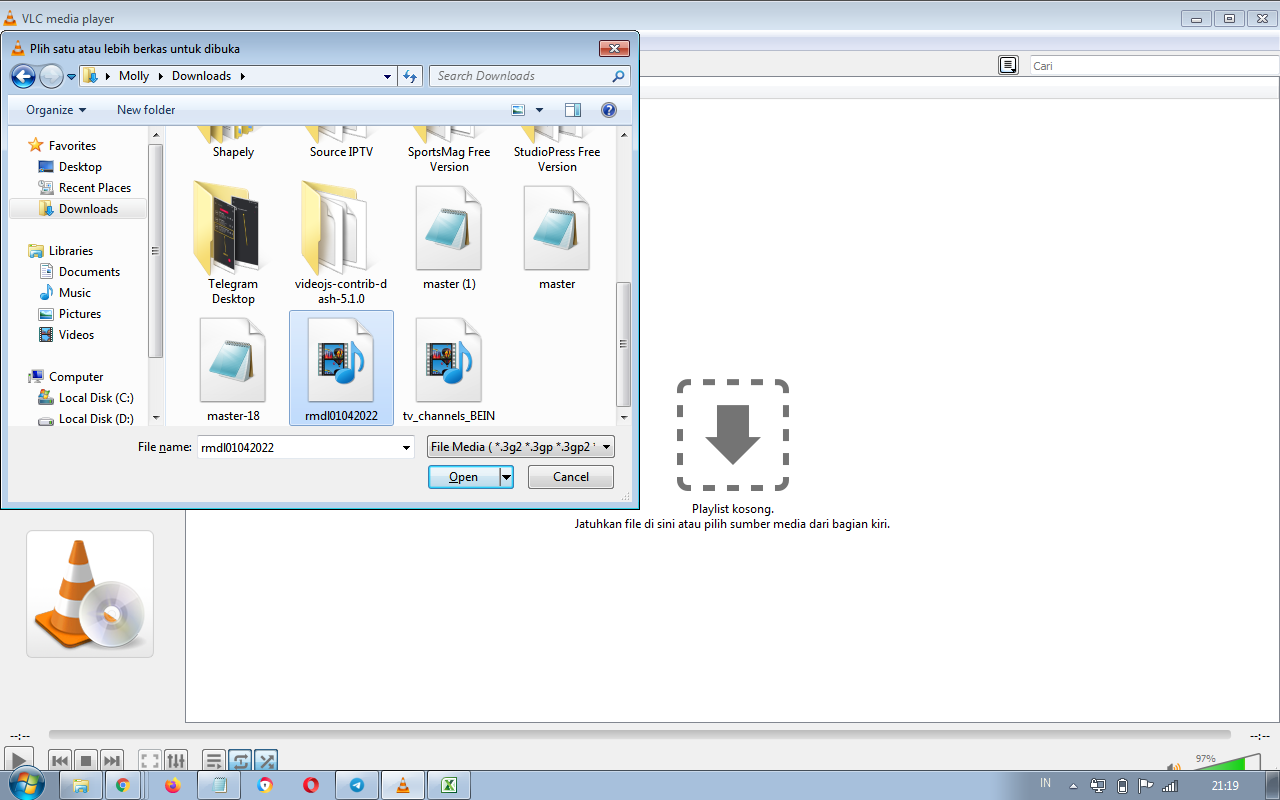 VLC media player
Plih satu atau lebih berkas untuk dibuka
Molly
Downloads
Search Downloads
Cari
Organize
New folder
Favorites
Desktop
Recent Places
Downloads
Libraries
Documents
Music
Pictures
Videos
Computer
Local Disk (C:)
Local Disk (D:)
Shapely
Source IPTV
SportsMag Free
Version
StudioPress Free
Version
Telegram
Desktop
videojs-contrib-d
ash-5.1.0
master (1)
master
master-18
rmdl01042022
tv_channels_BEIN
File name:
rmdl01042022
File Media ( *.3g2 *.3gp *.3gp2 *
Open
Cancel
Playlist kosong.
Jatuhkan file di sini atau pilih sumber media dari bagian kiri.
--:--
--:--
97%
IN
21:19